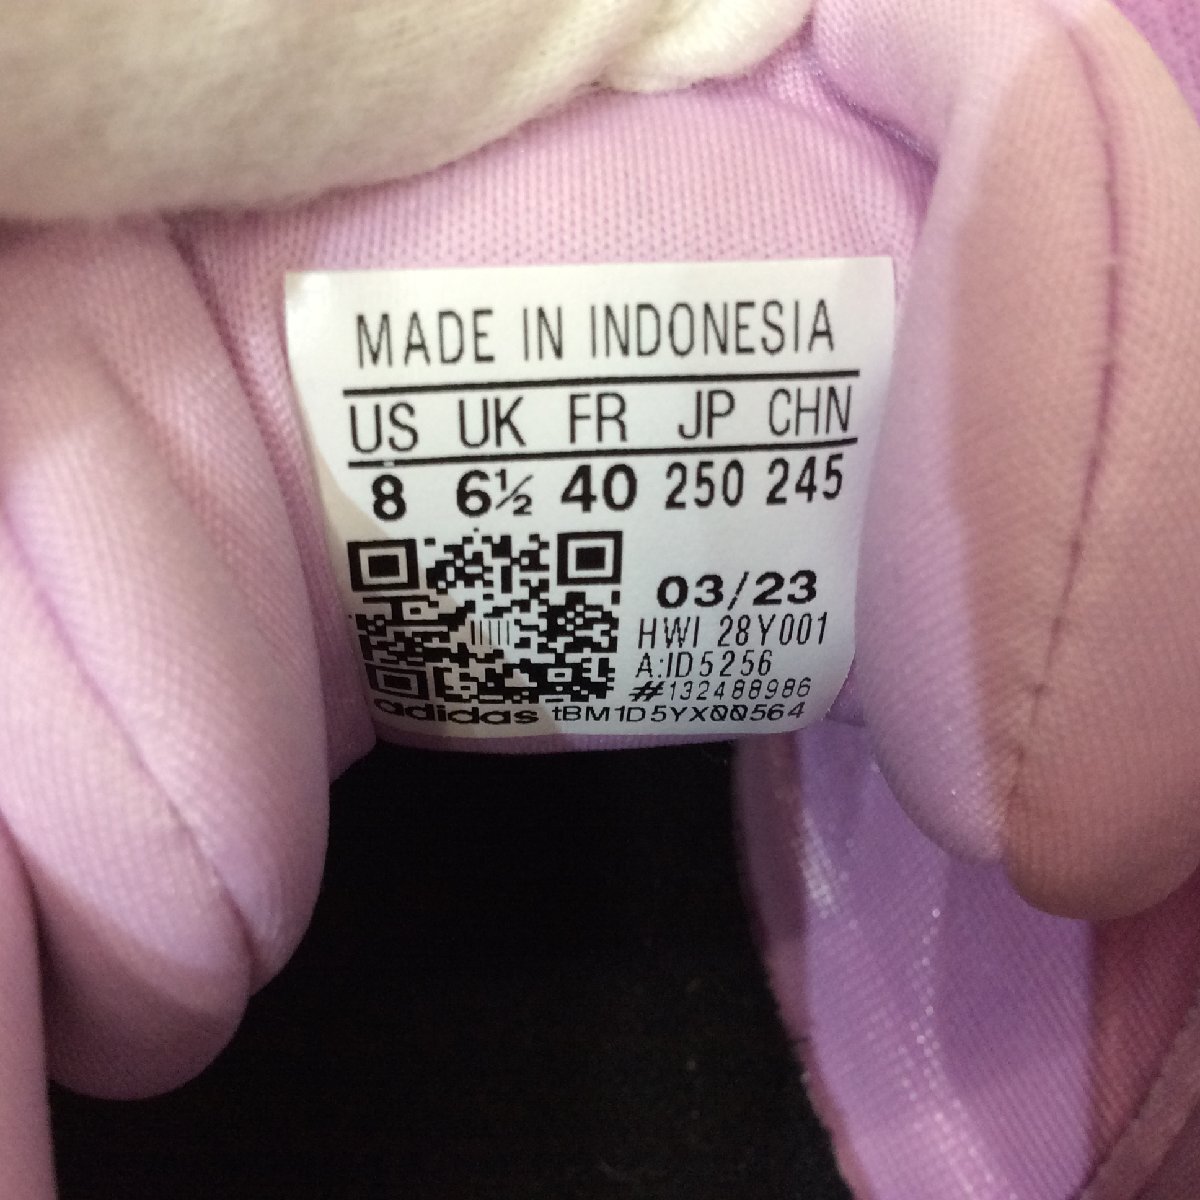 MADE IN INDONESIA
US UK FR JP CHN
8 6½ 40 250 245
03/23
HWI 28Y001
A:ID5256
#132488986
adidas tBM1D5YX00564